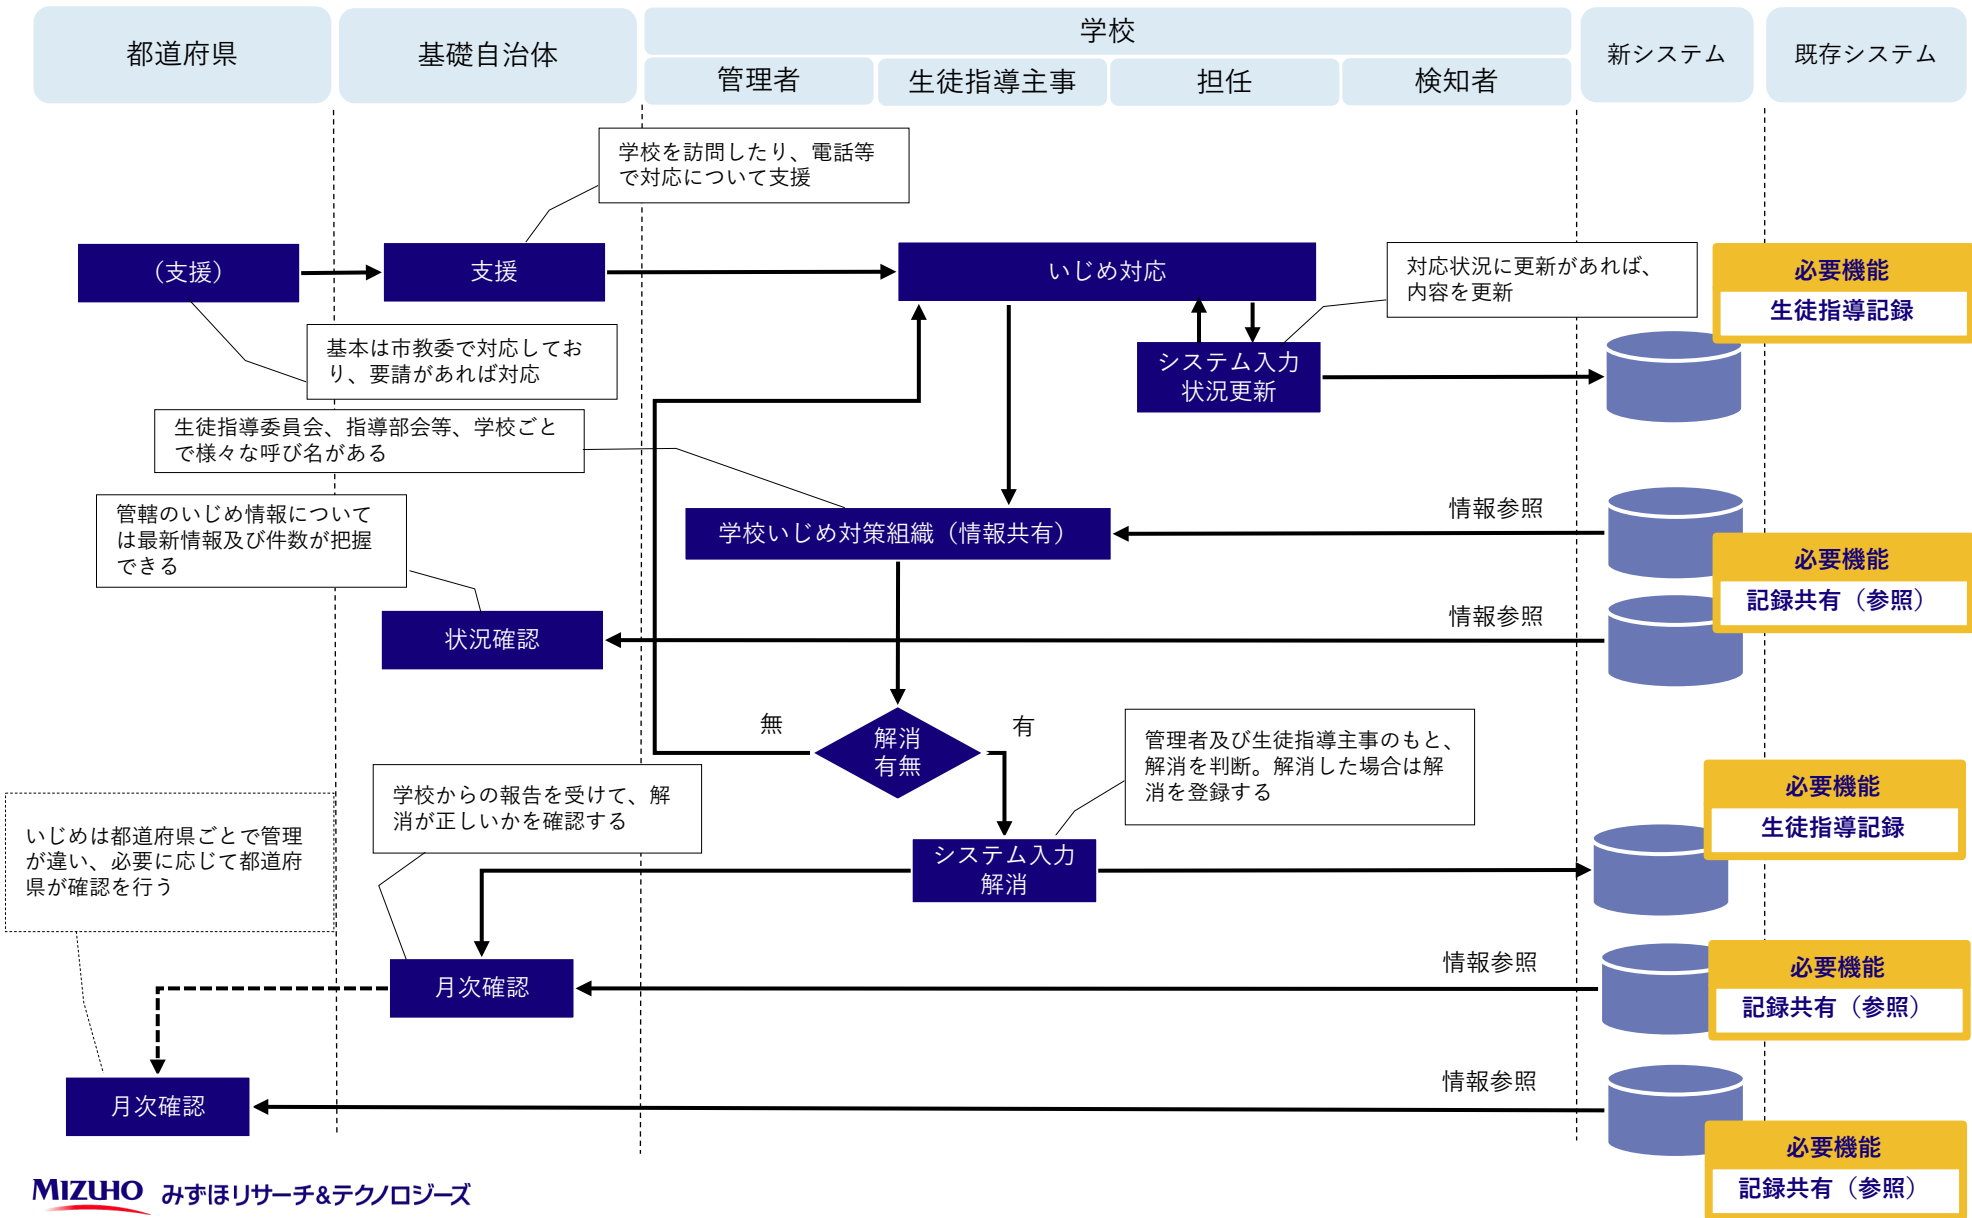 都道府県
基礎自治体
学校
管理者
生徒指導主事
担任
検知者
新システム
既存システム
学校を訪問したり、電話等
で対応について支援
（支援）
支援
いじめ対応
対応状況に更新があれば、
内容を更新
必要機能
生徒指導記録
基本は市教委で対応してお
り、要請があれば対応
システム入力
状況更新
生徒指導委員会、指導部会等、学校ごと
で様々な呼び名がある
管轄のいじめ情報について
は最新情報及び件数が把握
できる
学校いじめ対策組織（情報共有）
情報参照
必要機能
記録共有（参照）
状況確認
情報参照
無
解消
有無
有
管理者及び生徒指導主事のもと、
解消を判断。解消した場合は解
消を登録する
必要機能
生徒指導記録
学校からの報告を受けて、解
消が正しいかを確認する
いじめは都道府県ごとで管理
が違い、必要に応じて都道府
県が確認を行う
システム入力
解消
月次確認
情報参照
必要機能
記録共有（参照）
月次確認
情報参照
必要機能
記録共有（参照）
MIZUHO みずほリサーチ&テクノロジーズ